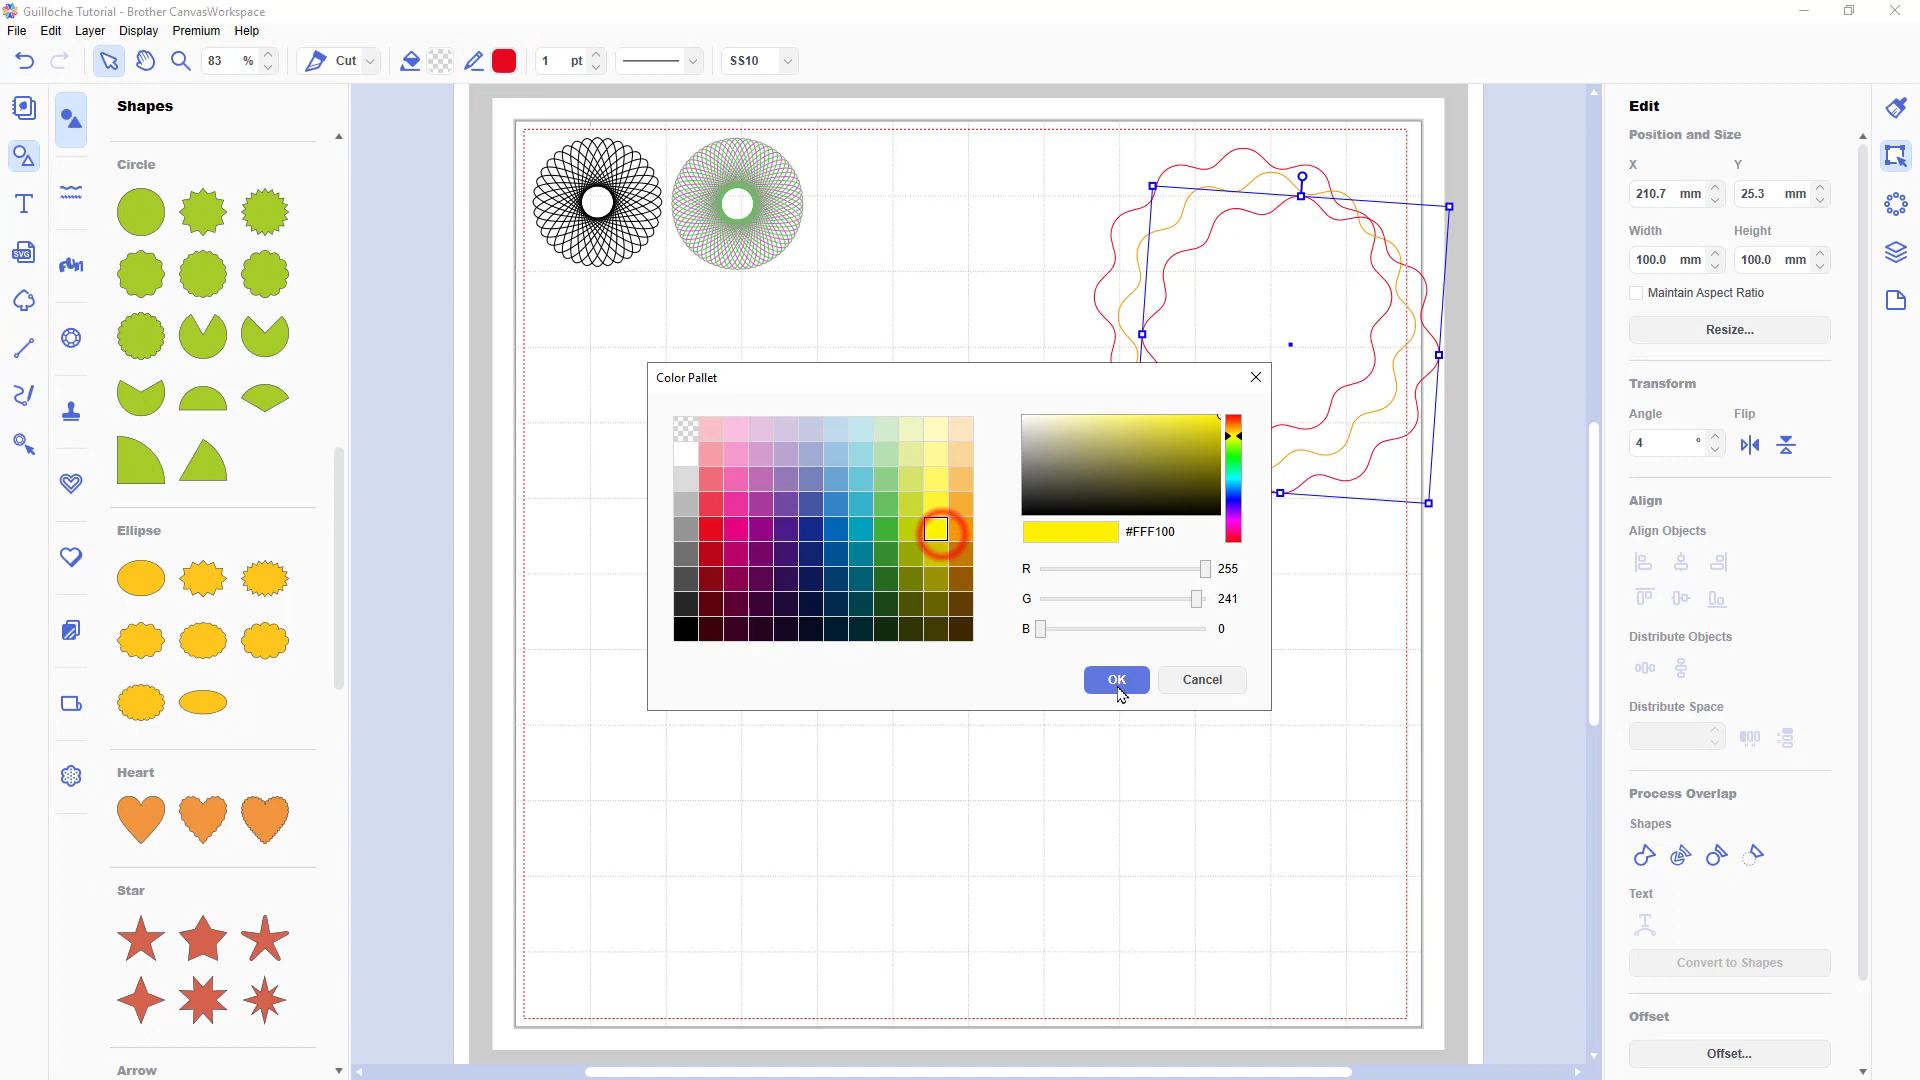 Guilloche Tutorial - Brother CanvasWorkspace
File Edit Layer Display Premium Help
83 % Cut 1 pt SS10
Shapes
Circle
Ellipse
Heart
Star
Arrow
SVG
Fun
Color Pallet
#FFF100
R 255
G 241
B 0
OK Cancel
Edit
Position and Size
X Y
210.7 mm 25.3 mm
Width Height
100.0 mm 100.0 mm
Maintain Aspect Ratio
Resize...
Transform
Angle Flip
4 °
Align
Align Objects
Distribute Objects
Distribute Space
Process Overlap
Shapes
Text
Convert to Shapes
Offset
Offset...